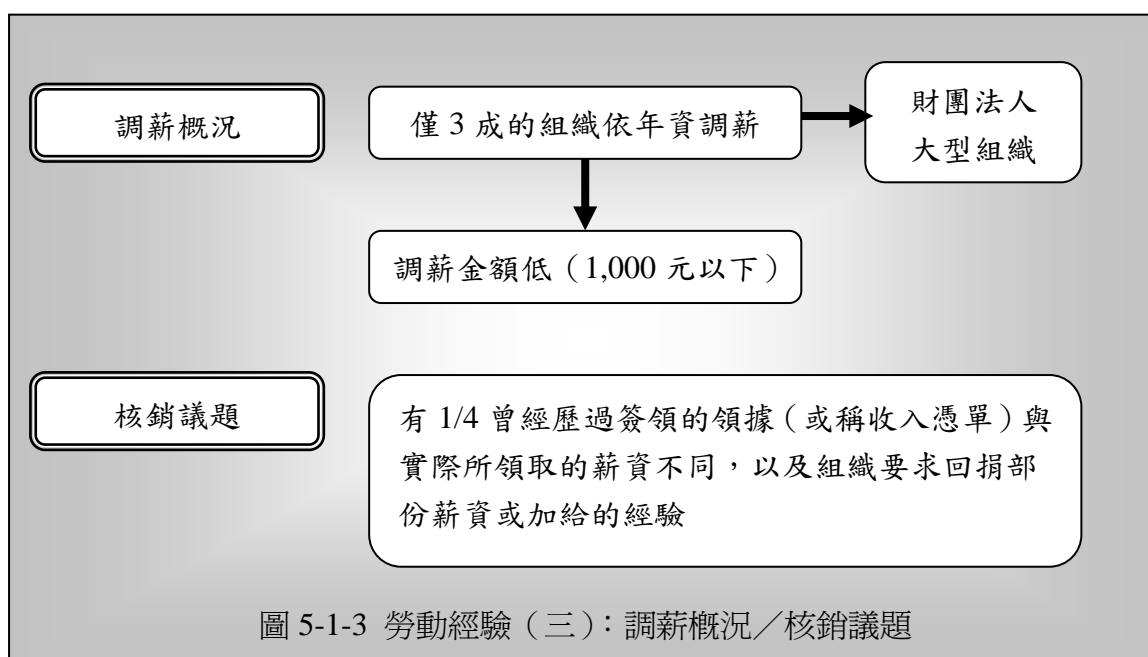 調薪概況
僅 3 成的組織依年資調薪
財團法人
大型組織
調薪金額低（1,000 元以下）
核銷議題
有 1/4 曾經歷過簽領的領據（或稱收入憑單）與
實際所領取的薪資不同，以及組織要求回捐部
份薪資或加給的經驗
圖 5-1-3 勞動經驗（三）：調薪概況／核銷議題